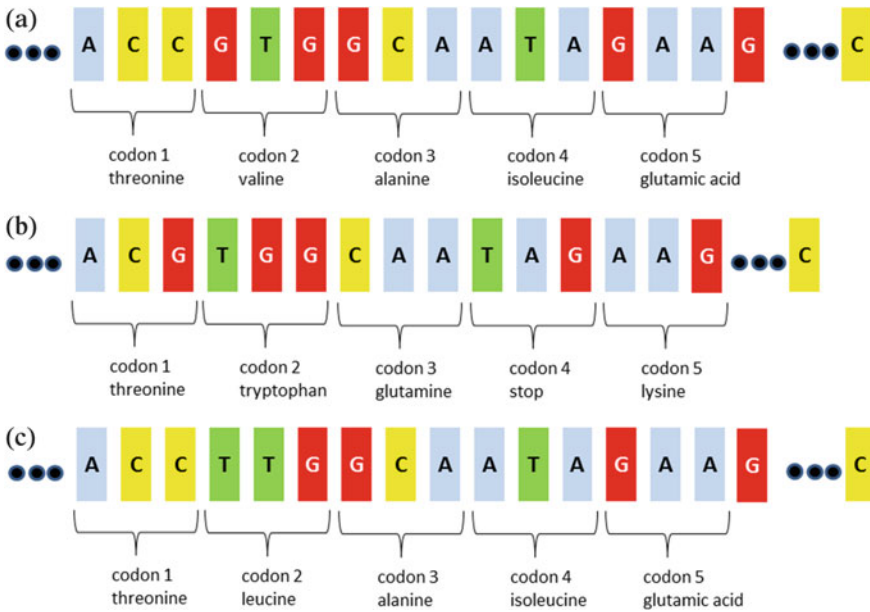 (a)
A C C G T G G C A A T A G A A G C
codon 1 codon 2 codon 3 codon 4 codon 5
threonine valine alanine isoleucine glutamic acid
(b)
A C G T G G C A A T A G A A G C
codon 1 codon 2 codon 3 codon 4 codon 5
threonine tryptophan glutamine stop lysine
(c)
A C C T T G G C A A T A G A A G C
codon 1 codon 2 codon 3 codon 4 codon 5
threonine leucine alanine isoleucine glutamic acid